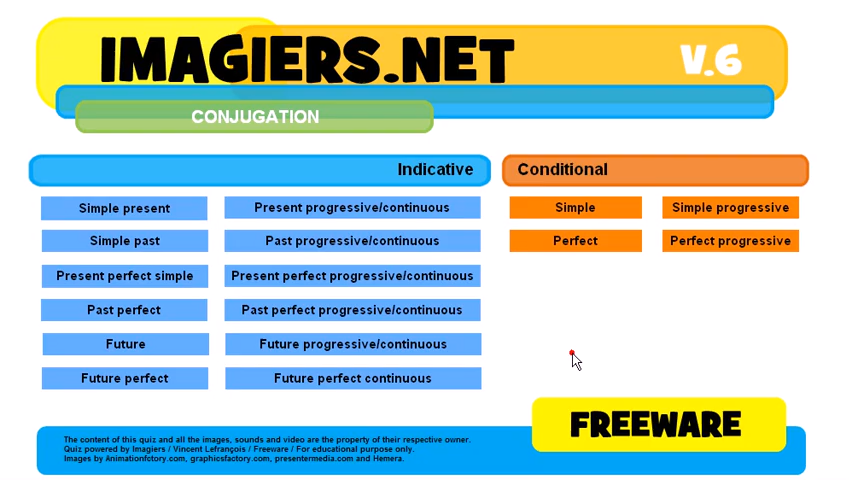 IMAGIERS.NET
V.6
CONJUGATION
Indicative
Conditional
Simple present
Present progressive/continuous
Simple
Simple progressive
Simple past
Past progressive/continuous
Perfect
Perfect progressive
Present perfect simple
Present perfect progressive/continuous
Past perfect
Past perfect progressive/continuous
Future
Future progressive/continuous
Future perfect
Future perfect continuous
FREEWARE
The content of this quiz and all the images, sounds and video are the property of their respective owner.
Quiz powered by Imagiers / Vincent Lefrançois / Freeware / For educational purpose only.
Images by Animationfotory.com, graphicsfactory.com, presentermedia.com and Hemera.